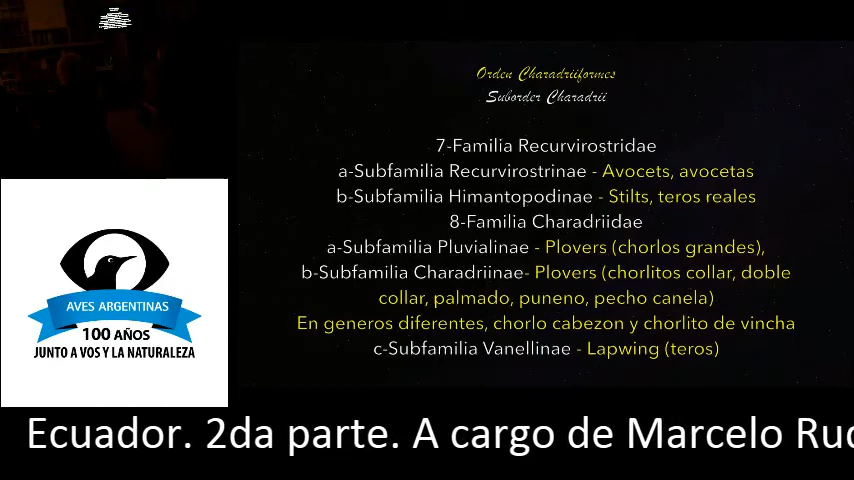 Orden Charadriiformes
Suborder Charadrii
7-Familia Recurvirostridae
a-Subfamilia Recurvirostrinae - Avocets, avocetas
b-Subfamilia Himantopodinae - Stilts, teros reales
8-Familia Charadriidae
a-Subfamilia Pluvialinae - Plovers (chorlos grandes),
b-Subfamilia Charadriinae- Plovers (chorlitos collar, doble
collar, palmado, puneno, pecho canela)
En generos diferentes, chorlo cabezon y chorlito de vincha
c-Subfamilia Vanellinae - Lapwing (teros)
AVES ARGENTINAS
100 AÑOS
JUNTO A VOS Y LA NATURALEZA
Ecuador. 2da parte. A cargo de Marcelo